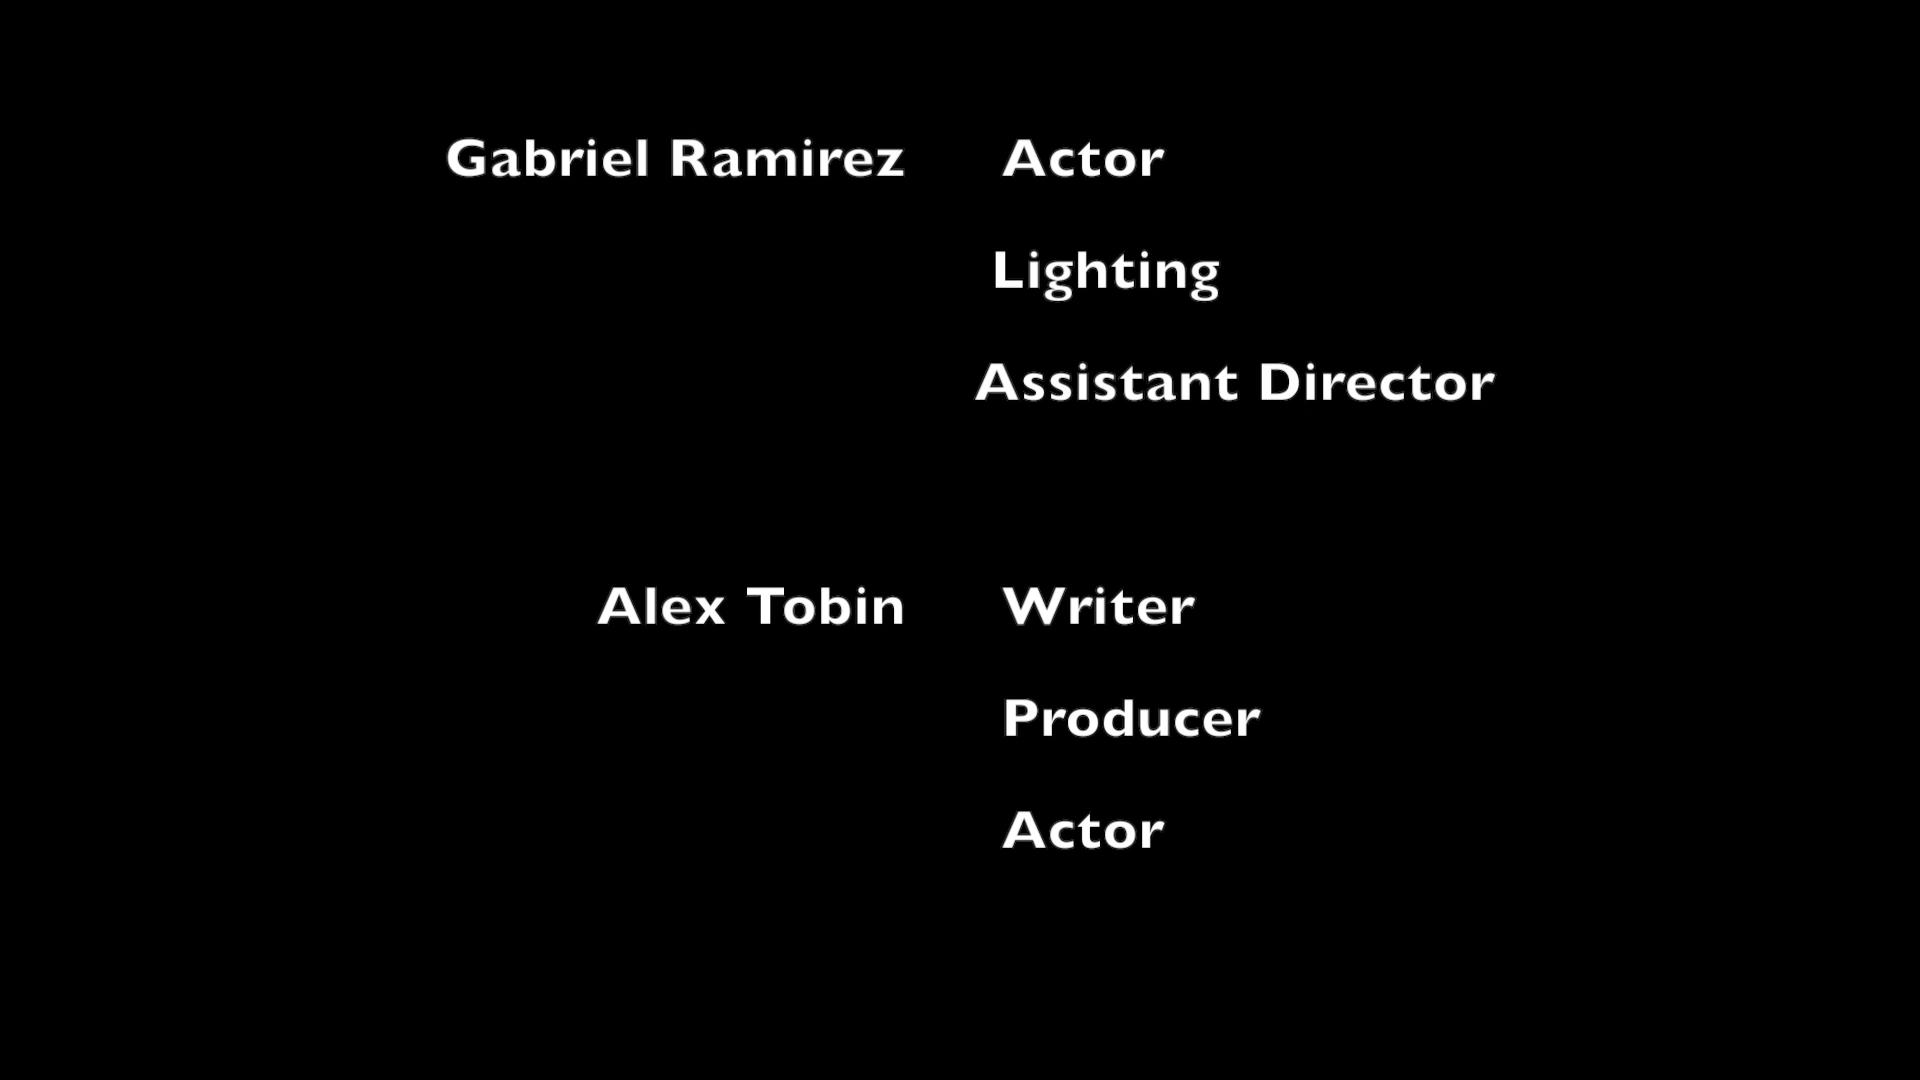 Gabriel Ramirez Actor
Lighting
Assistant Director
Alex Tobin Writer
Producer
Actor